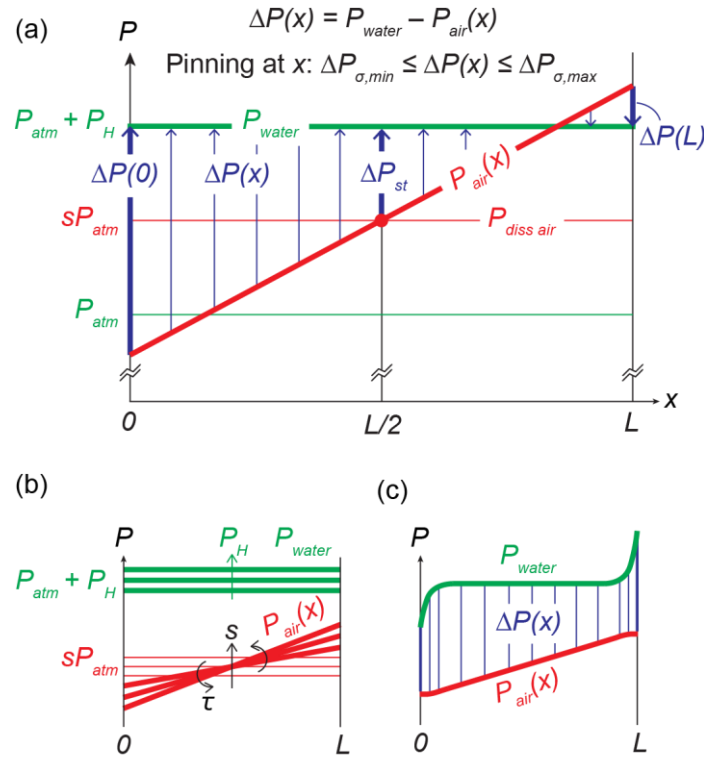 (a)
P
ΔP(x) = P_water – P_air(x)
Pinning at x: ΔP_σ,min ≤ ΔP(x) ≤ ΔP_σ,max
P_atm + P_H
P_water
ΔP(0)
ΔP(x)
ΔP_st
P_air(x)
ΔP(L)
sP_atm
P_diss air
P_atm
0
L/2
L
x
(b)
P
P_H
P_water
P_atm + P_H
P_air(x)
s
sP_atm
τ
0
L
(c)
P
P_water
ΔP(x)
P_air(x)
0
L